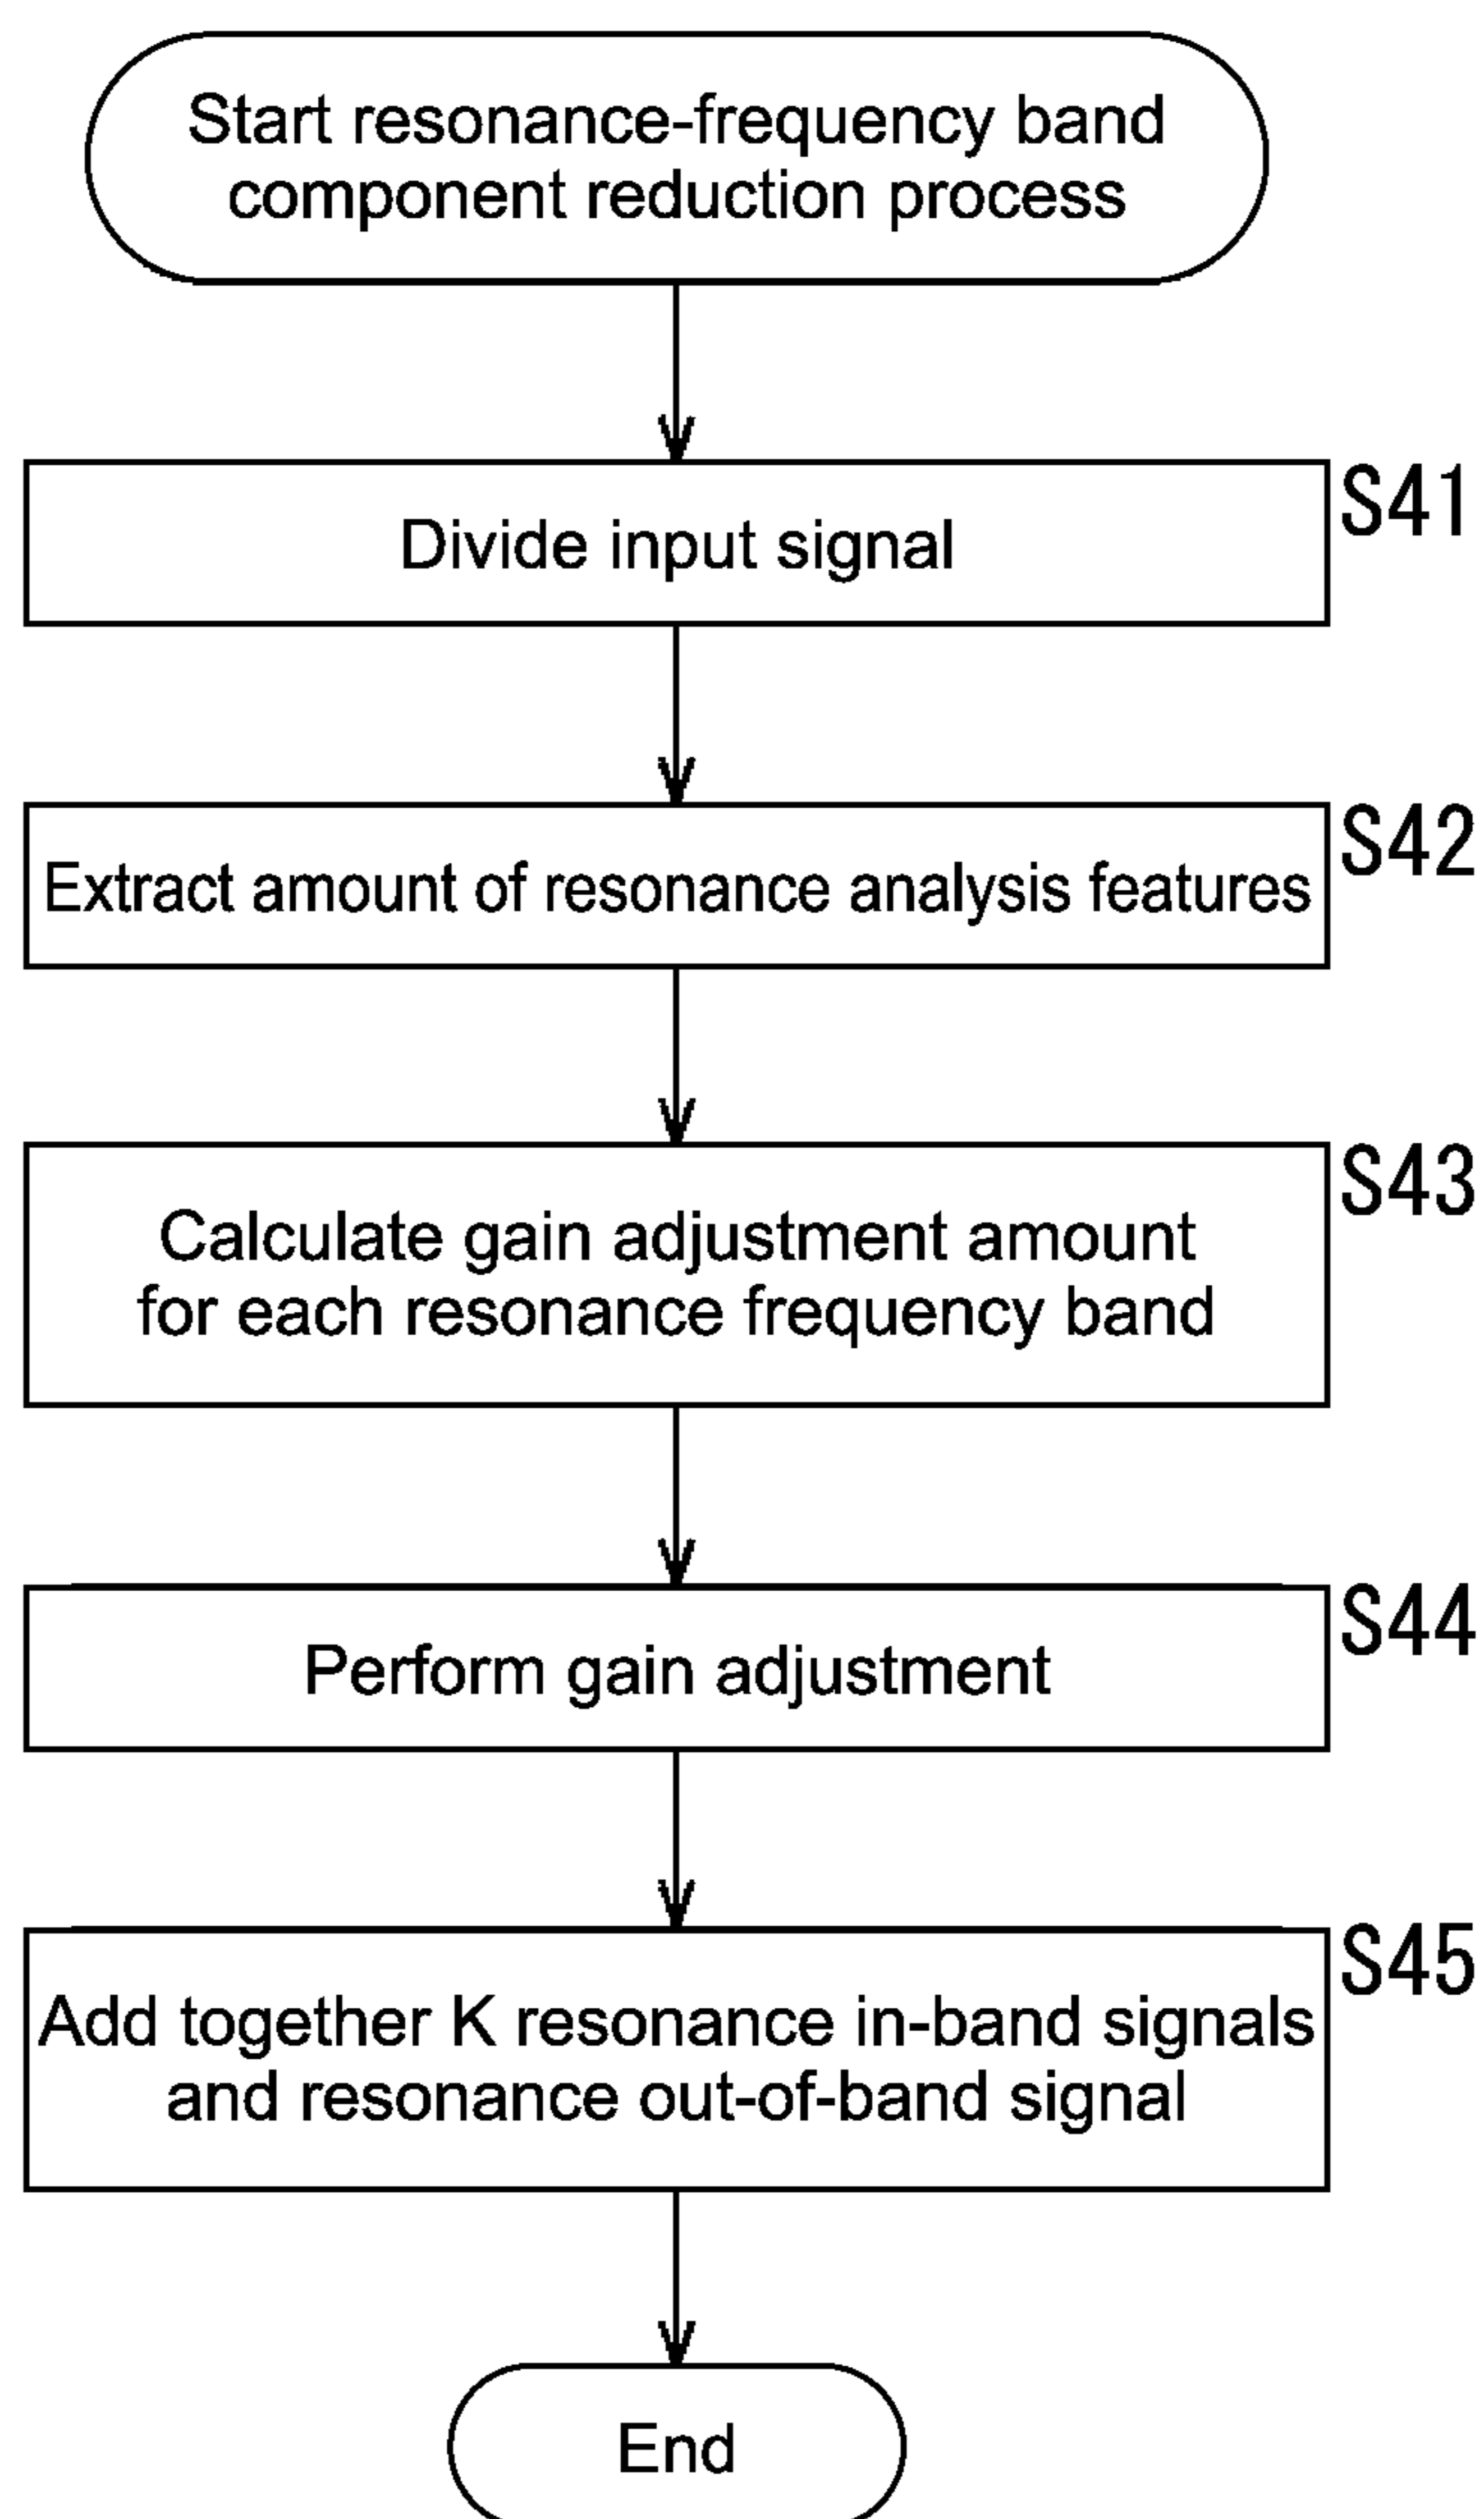 Start resonance-frequency band
component reduction process
S41
Divide input signal
S42
Extract amount of resonance analysis features
S43
Calculate gain adjustment amount
for each resonance frequency band
S44
Perform gain adjustment
S45
Add together K resonance in-band signals
and resonance out-of-band signal
End